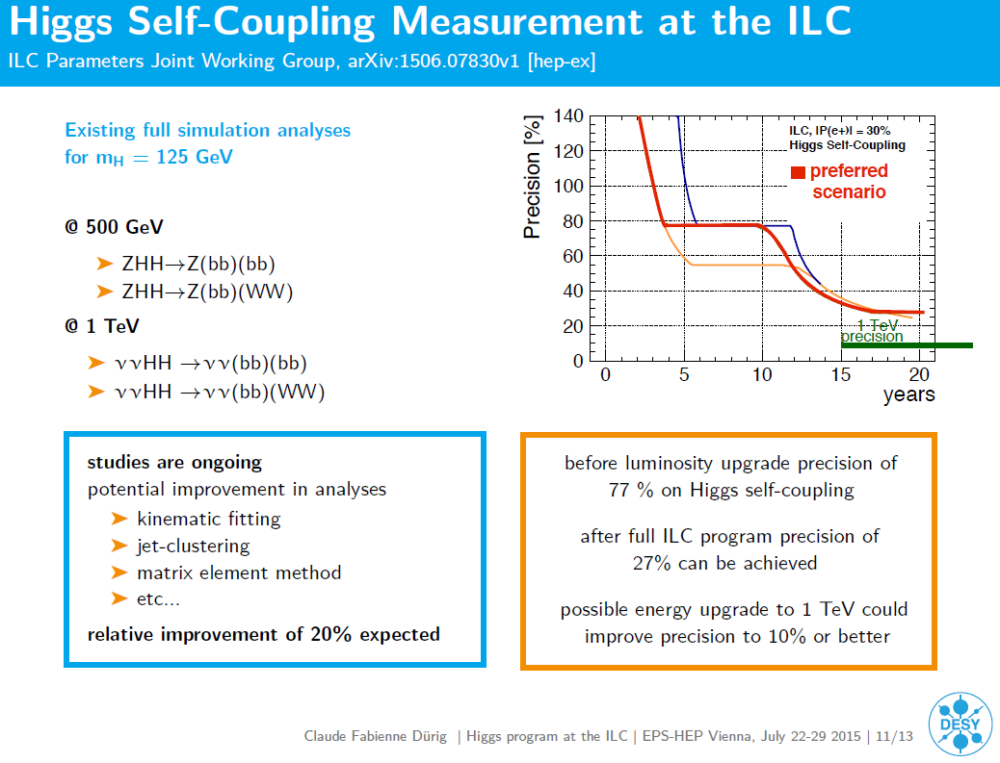 Higgs Self-Coupling Measurement at the ILC
ILC Parameters Joint Working Group, arXiv:1506.07830v1 [hep-ex]
Existing full simulation analyses
for mH = 125 GeV
@ 500 GeV
➤ ZHH→Z(bb)(bb)
➤ ZHH→Z(bb)(WW)
@ 1 TeV
➤ ννHH →νν(bb)(bb)
➤ ννHH →νν(bb)(WW)
Precision [%]
140
120
100
80
60
40
20
0
ILC, |P(e+)| = 30%
Higgs Self-Coupling
preferred
scenario
1 TeV
precision
0 5 10 15 20
years
studies are ongoing
potential improvement in analyses
➤ kinematic fitting
➤ jet-clustering
➤ matrix element method
➤ etc...
relative improvement of 20% expected
before luminosity upgrade precision of
77 % on Higgs self-coupling
after full ILC program precision of
27% can be achieved
possible energy upgrade to 1 TeV could
improve precision to 10% or better
Claude Fabienne Dürig | Higgs program at the ILC | EPS-HEP Vienna, July 22-29 2015 | 11/13
DESY